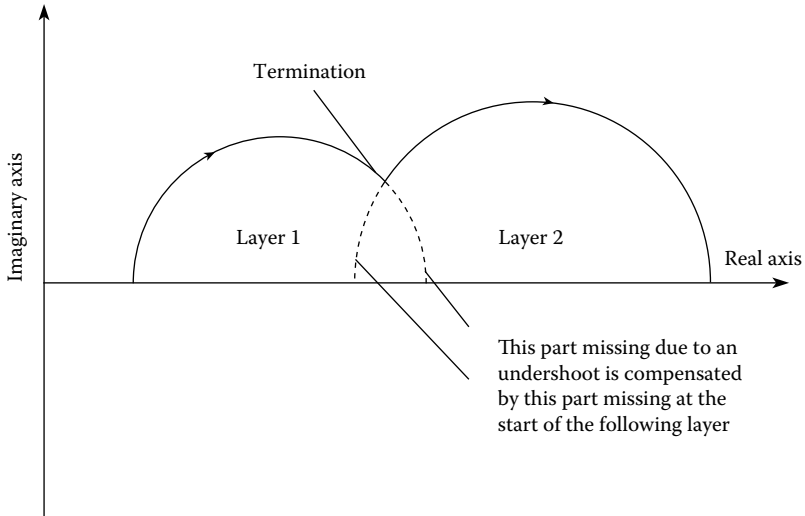 Termination
Imaginary axis
Layer 1
Layer 2
Real axis
This part missing due to an
undershoot is compensated
by this part missing at the
start of the following layer